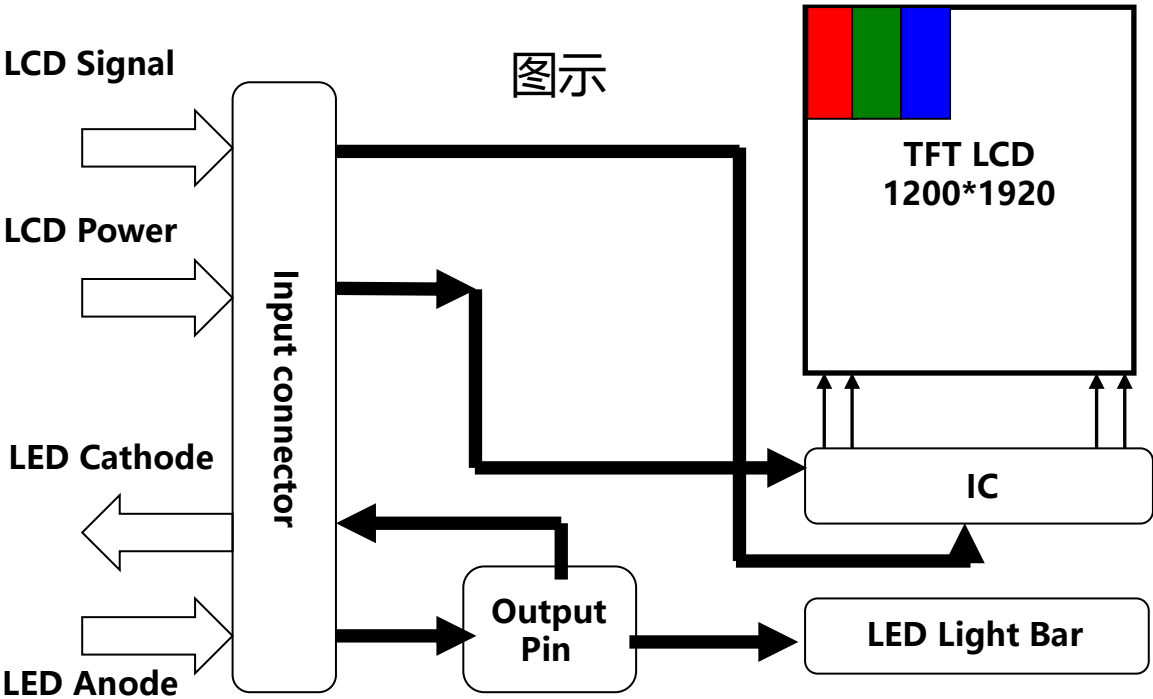 LCD Signal
图示
TFT LCD
1200*1920
LCD Power
Input connector
LED Cathode
IC
Output
Pin
LED Light Bar
LED Anode